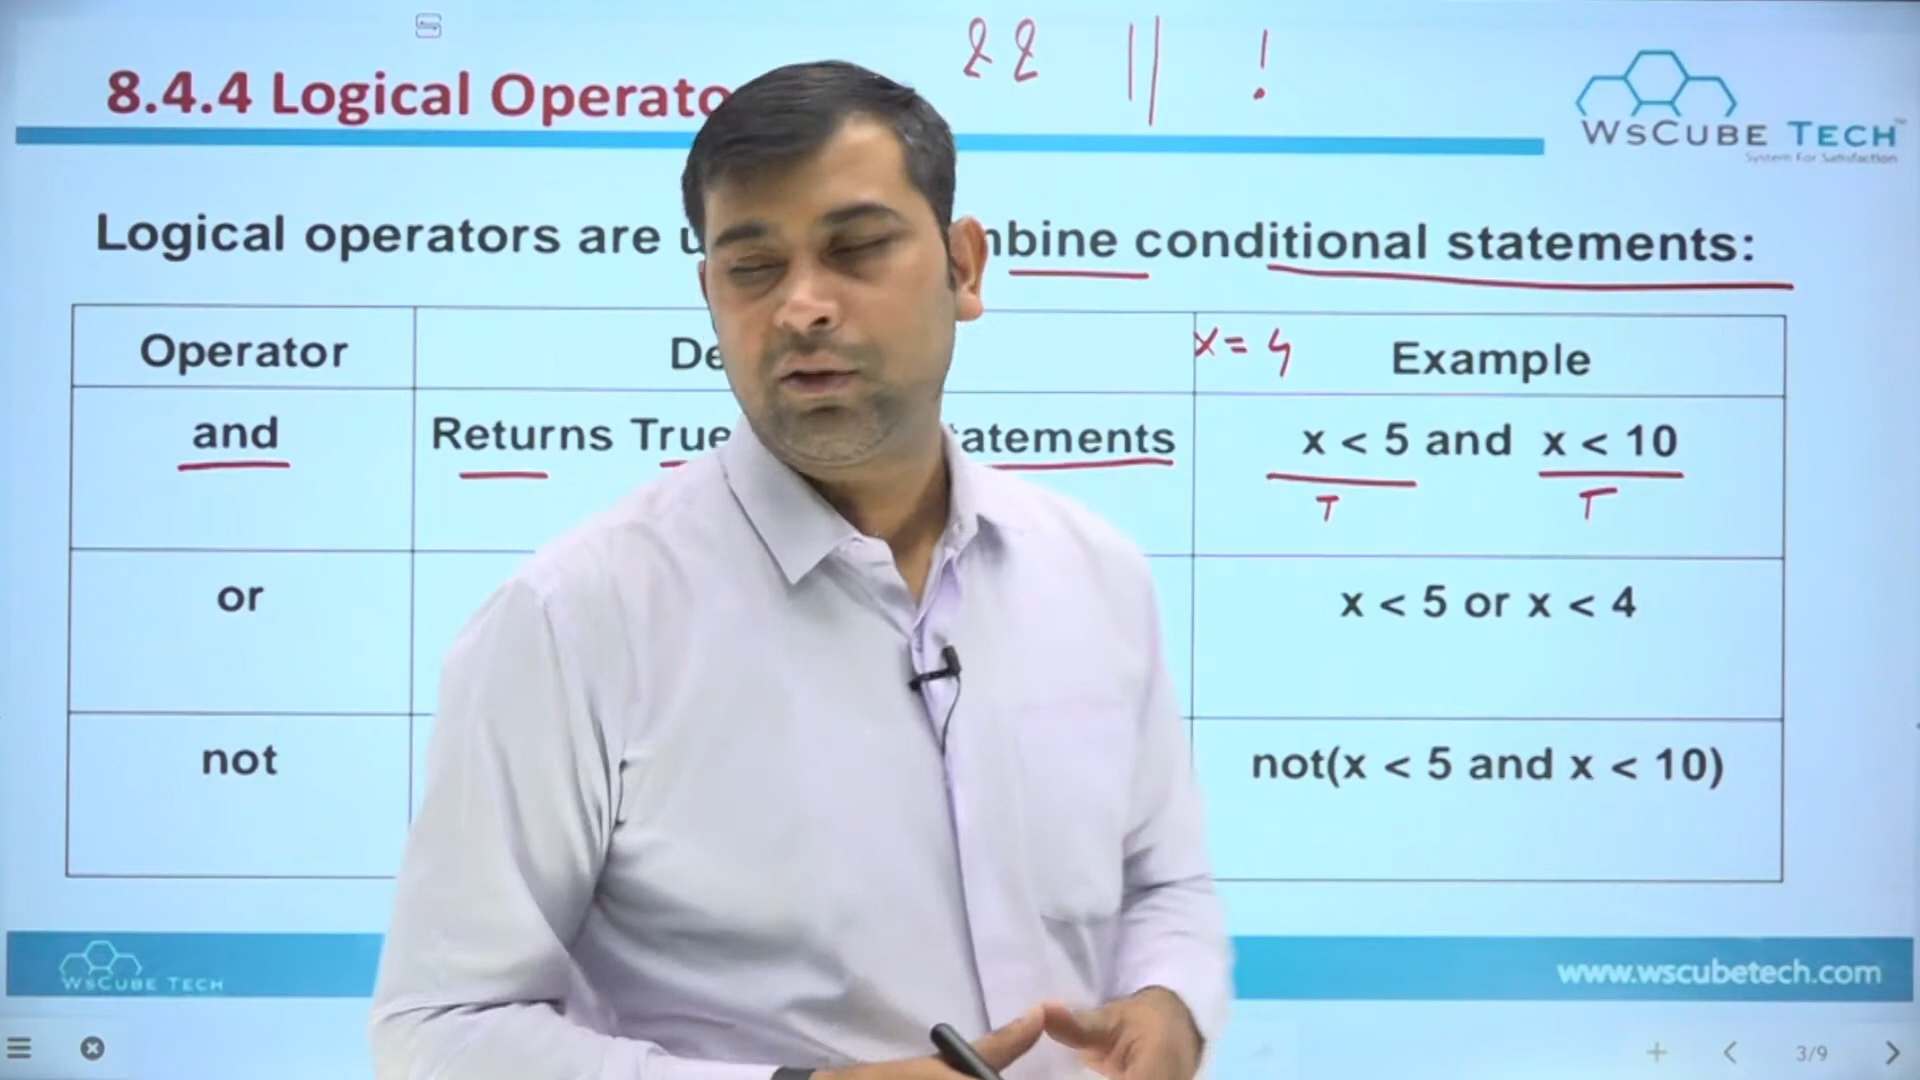 && || !
8.4.4 Logical Operato
WSCUBE TECH
System For Satisfaction
Logical operators are u mbine conditional statements:
Operator De x = 4 Example
and Returns True tatements x < 5 and x < 10
T T
or x < 5 or x < 4
not not(x < 5 and x < 10)
WSCUBE TECH www.wscubetech.com
3/9